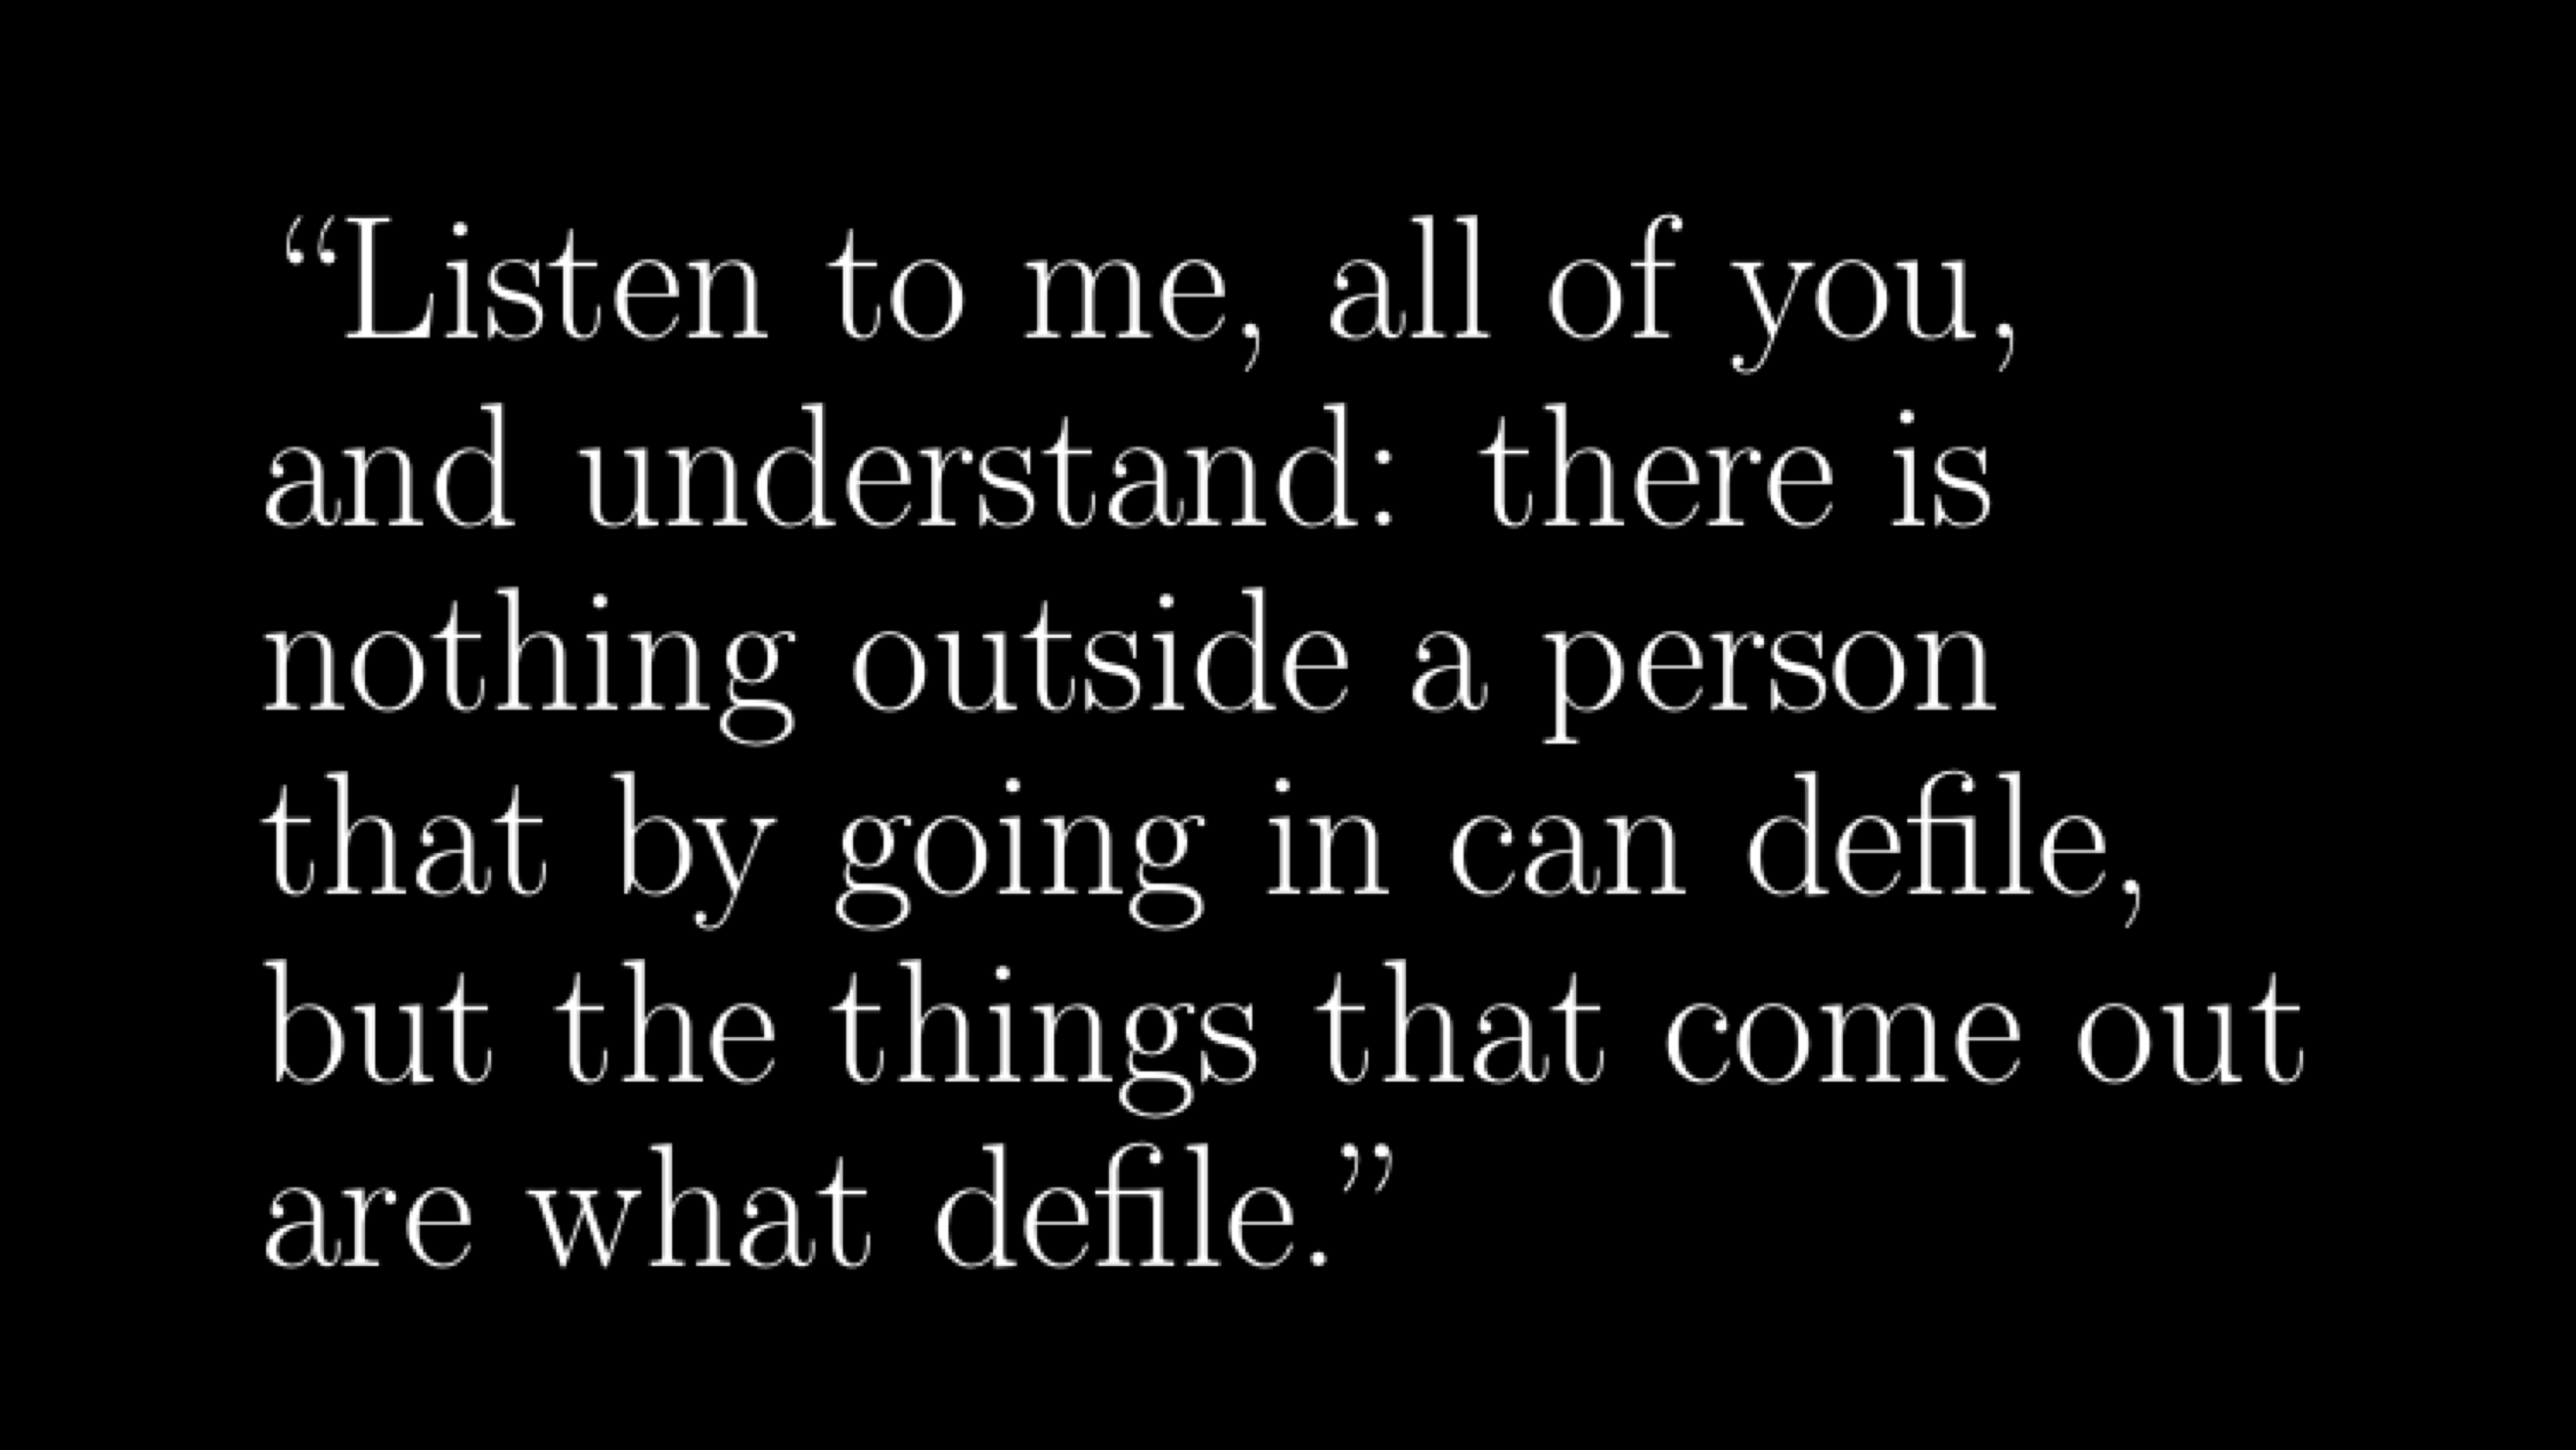 “Listen to me, all of you,
and understand: there is
nothing outside a person
that by going in can defile,
but the things that come out
are what defile.”